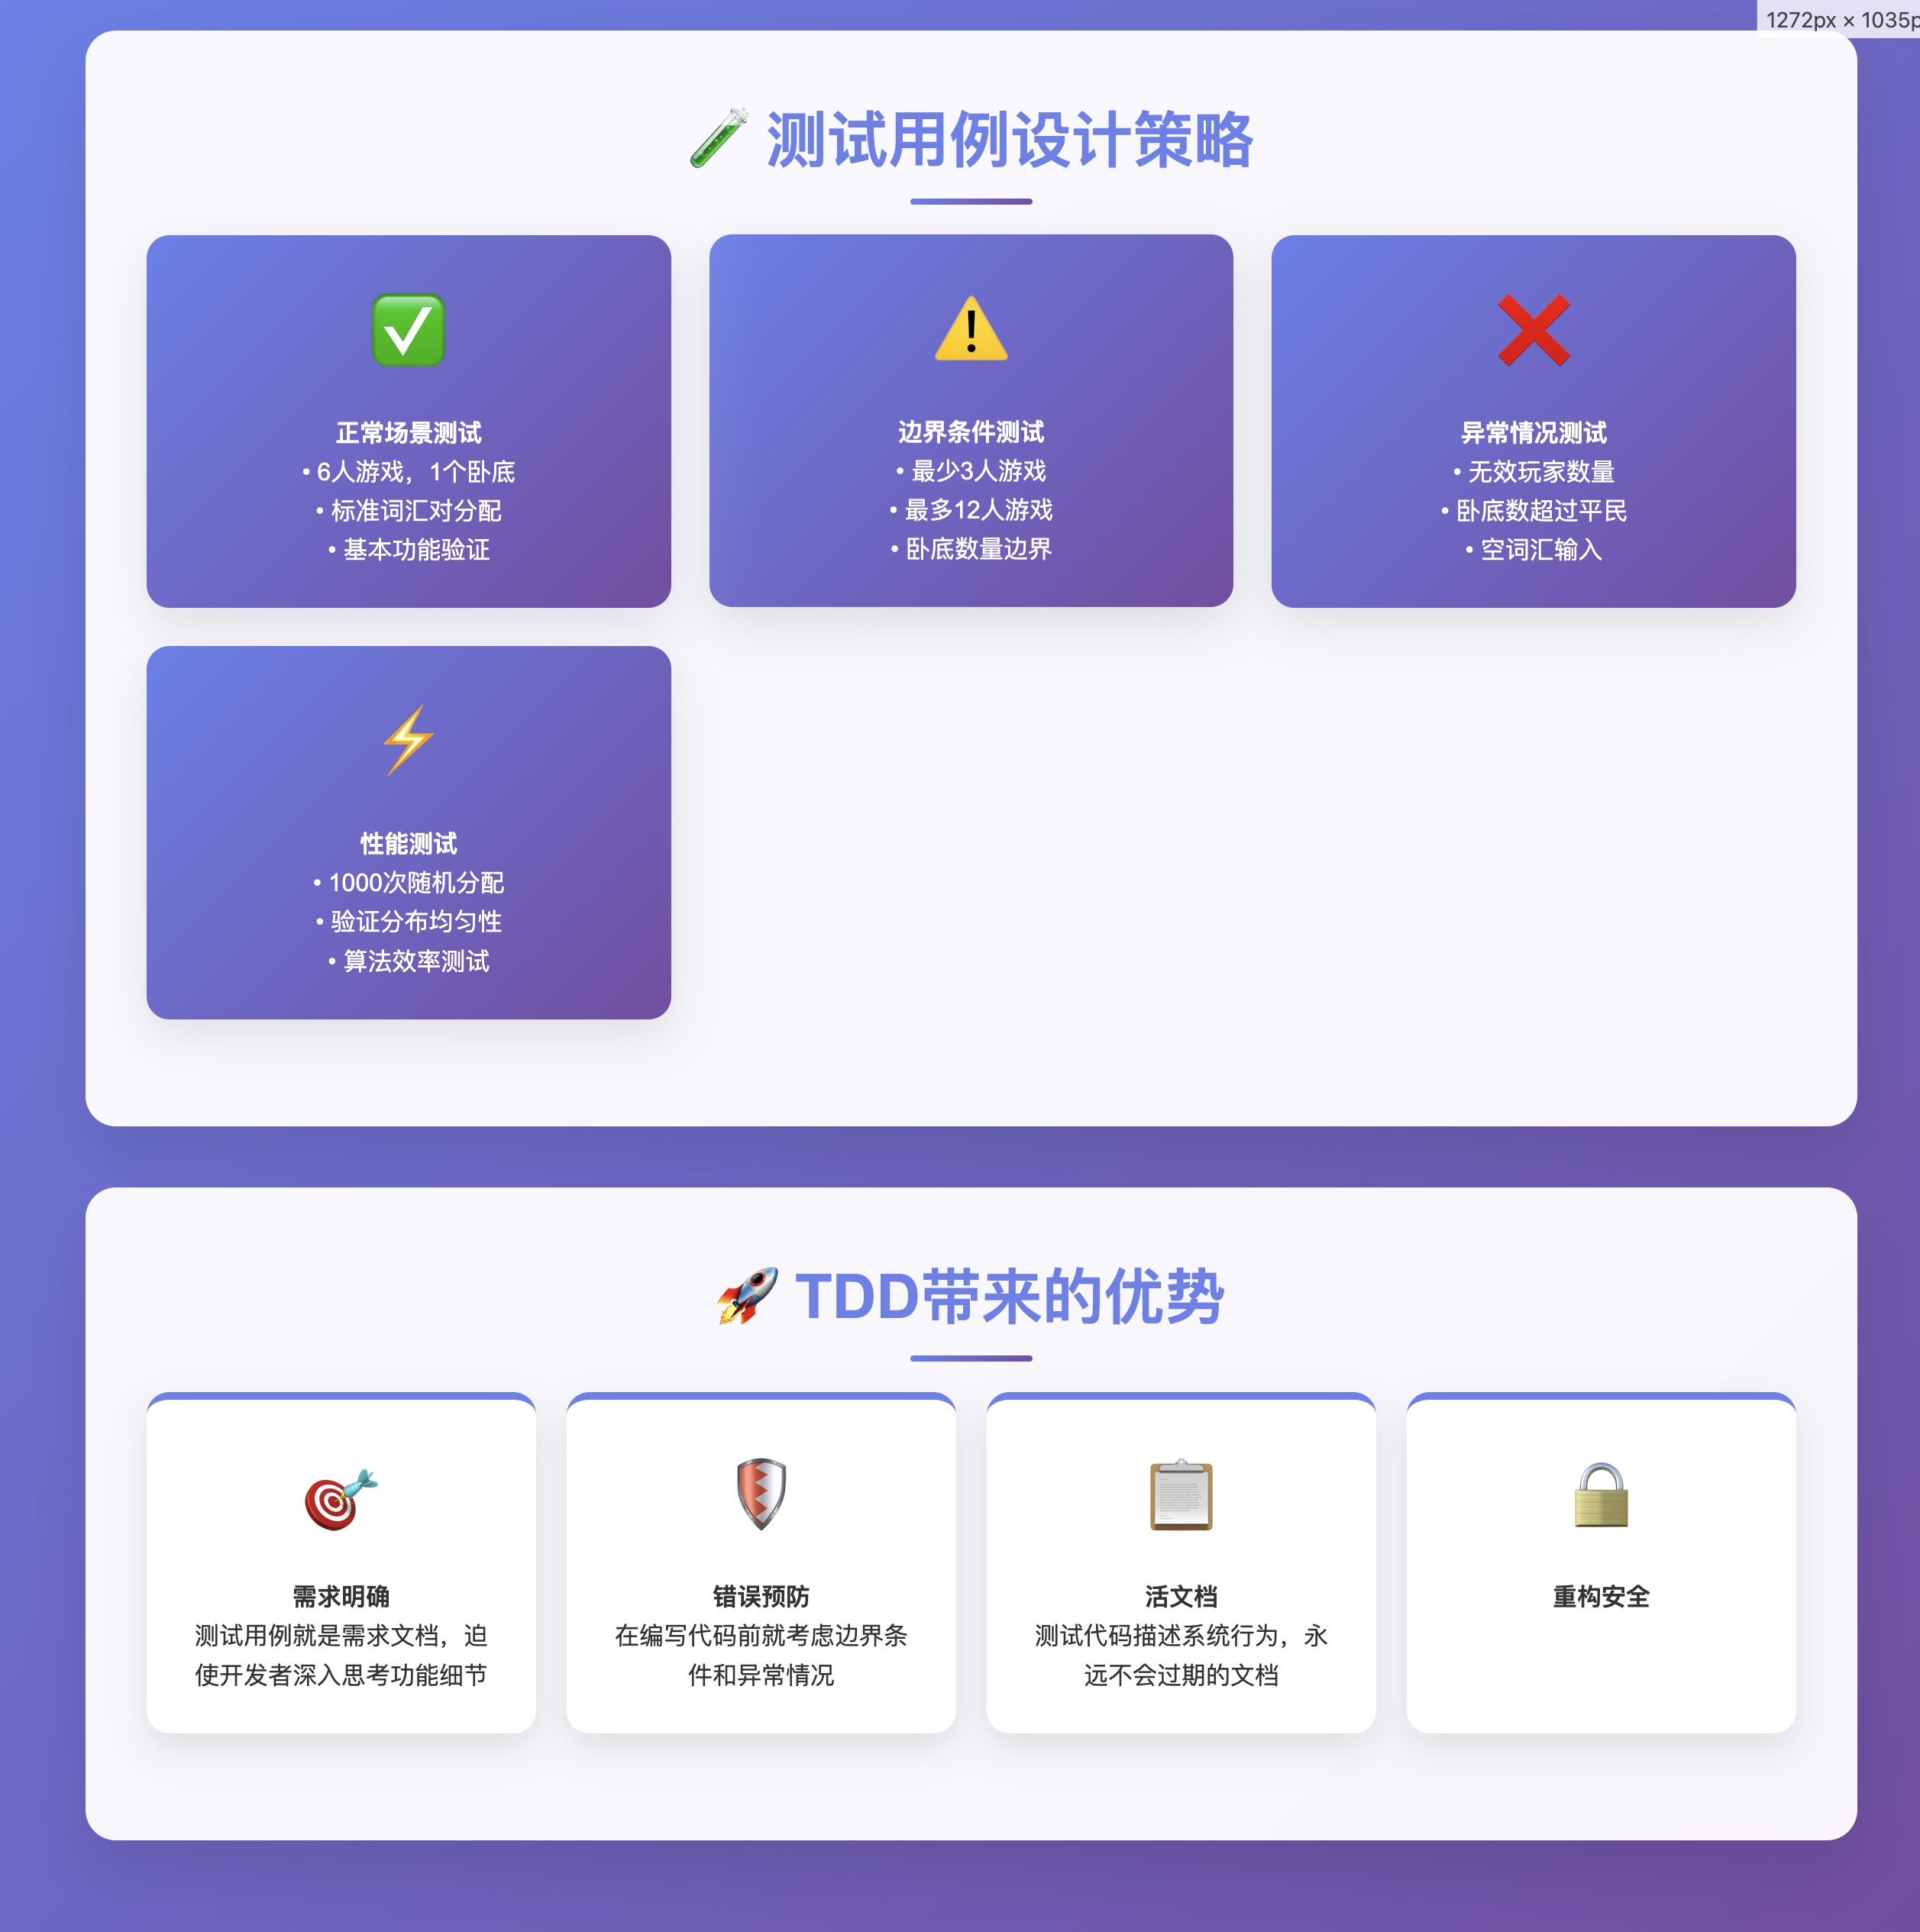 1272px × 1035p
🧪 测试用例设计策略
正常场景测试
• 6人游戏，1个卧底
• 标准词汇对分配
• 基本功能验证
边界条件测试
• 最少3人游戏
• 最多12人游戏
• 卧底数量边界
异常情况测试
• 无效玩家数量
• 卧底数超过平民
• 空词汇输入
性能测试
• 1000次随机分配
• 验证分布均匀性
• 算法效率测试
🚀 TDD带来的优势
需求明确
测试用例就是需求文档，迫
使开发者深入思考功能细节
错误预防
在编写代码前就考虑边界条
件和异常情况
活文档
测试代码描述系统行为，永
远不会过期的文档
重构安全